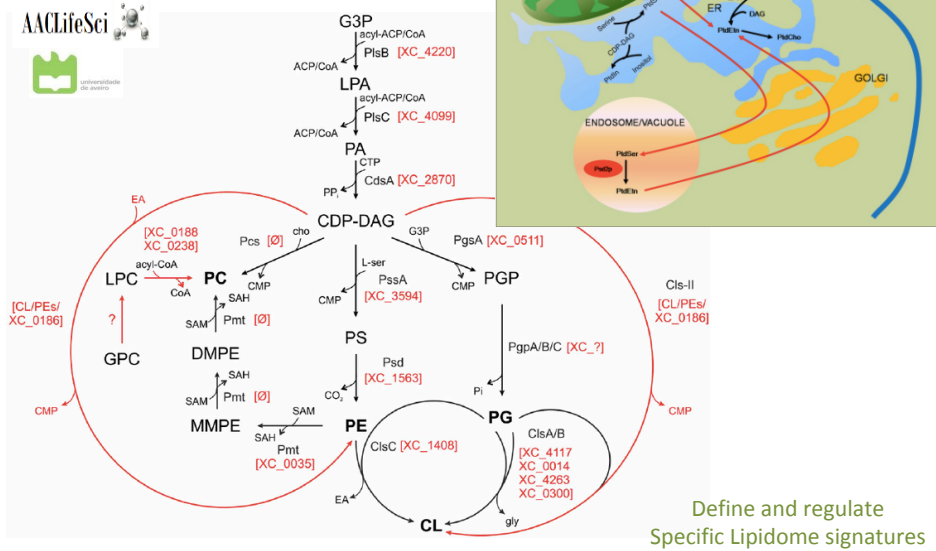 AACLifeSci
universidade
de aveiro
G3P
acyl-ACP/CoA
PlsB [XC_4220]
ACP/CoA
LPA
acyl-ACP/CoA
PlsC [XC_4099]
ACP/CoA
PA
CTP
CdsA [XC_2870]
PPi
CDP-DAG
EA
[XC_0188
XC_0238]
acyl-CoA
LPC
CoA
PC
Pcs [Ø]
cho
CMP
L-ser
PssA
CMP
[XC_3594]
G3P
PgsA [XC_0511]
CMP
PGP
Cls-II
[CL/PEs/
XC_0186]
[CL/PEs/
XC_0186]
?
GPC
SAH
SAM
Pmt [Ø]
DMPE
SAH
SAM
Pmt [Ø]
MMPE
SAM
SAH
Pmt
[XC_0035]
PS
Psd
[XC_1563]
CO2
PE
PgpA/B/C [XC_?]
Pi
PG
CMP
CMP
ClsC [XC_1408]
ClsA/B
[XC_4117
XC_0014
XC_4263
XC_0300]
EA
gly
CL
ER
Serine
DAG
PtdEtn
PtdCho
CDP-DAG
PtdIn
Inositol
GOLGI
ENDOSOME/VACUOLE
PtdSer
PtdEtn
Define and regulate
Specific Lipidome signatures